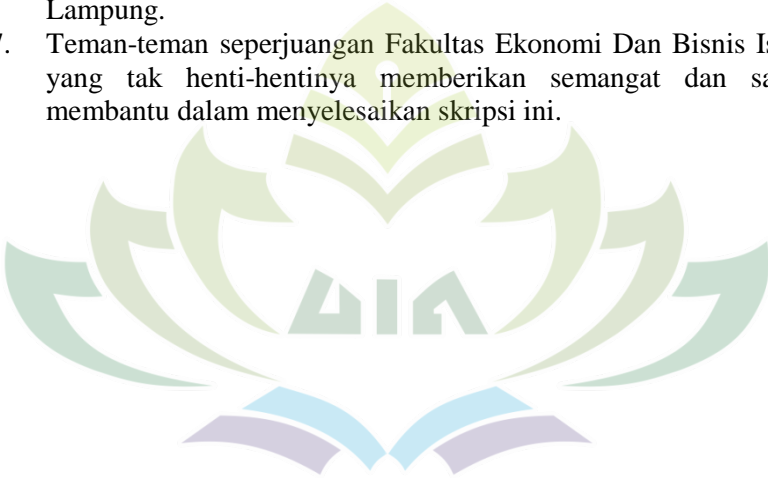 Lampung.
7. Teman-teman seperjuangan Fakultas Ekonomi Dan Bisnis
yang tak henti-hentinya memberikan semangat dan
membantu dalam menyelesaikan skripsi ini.
UIN